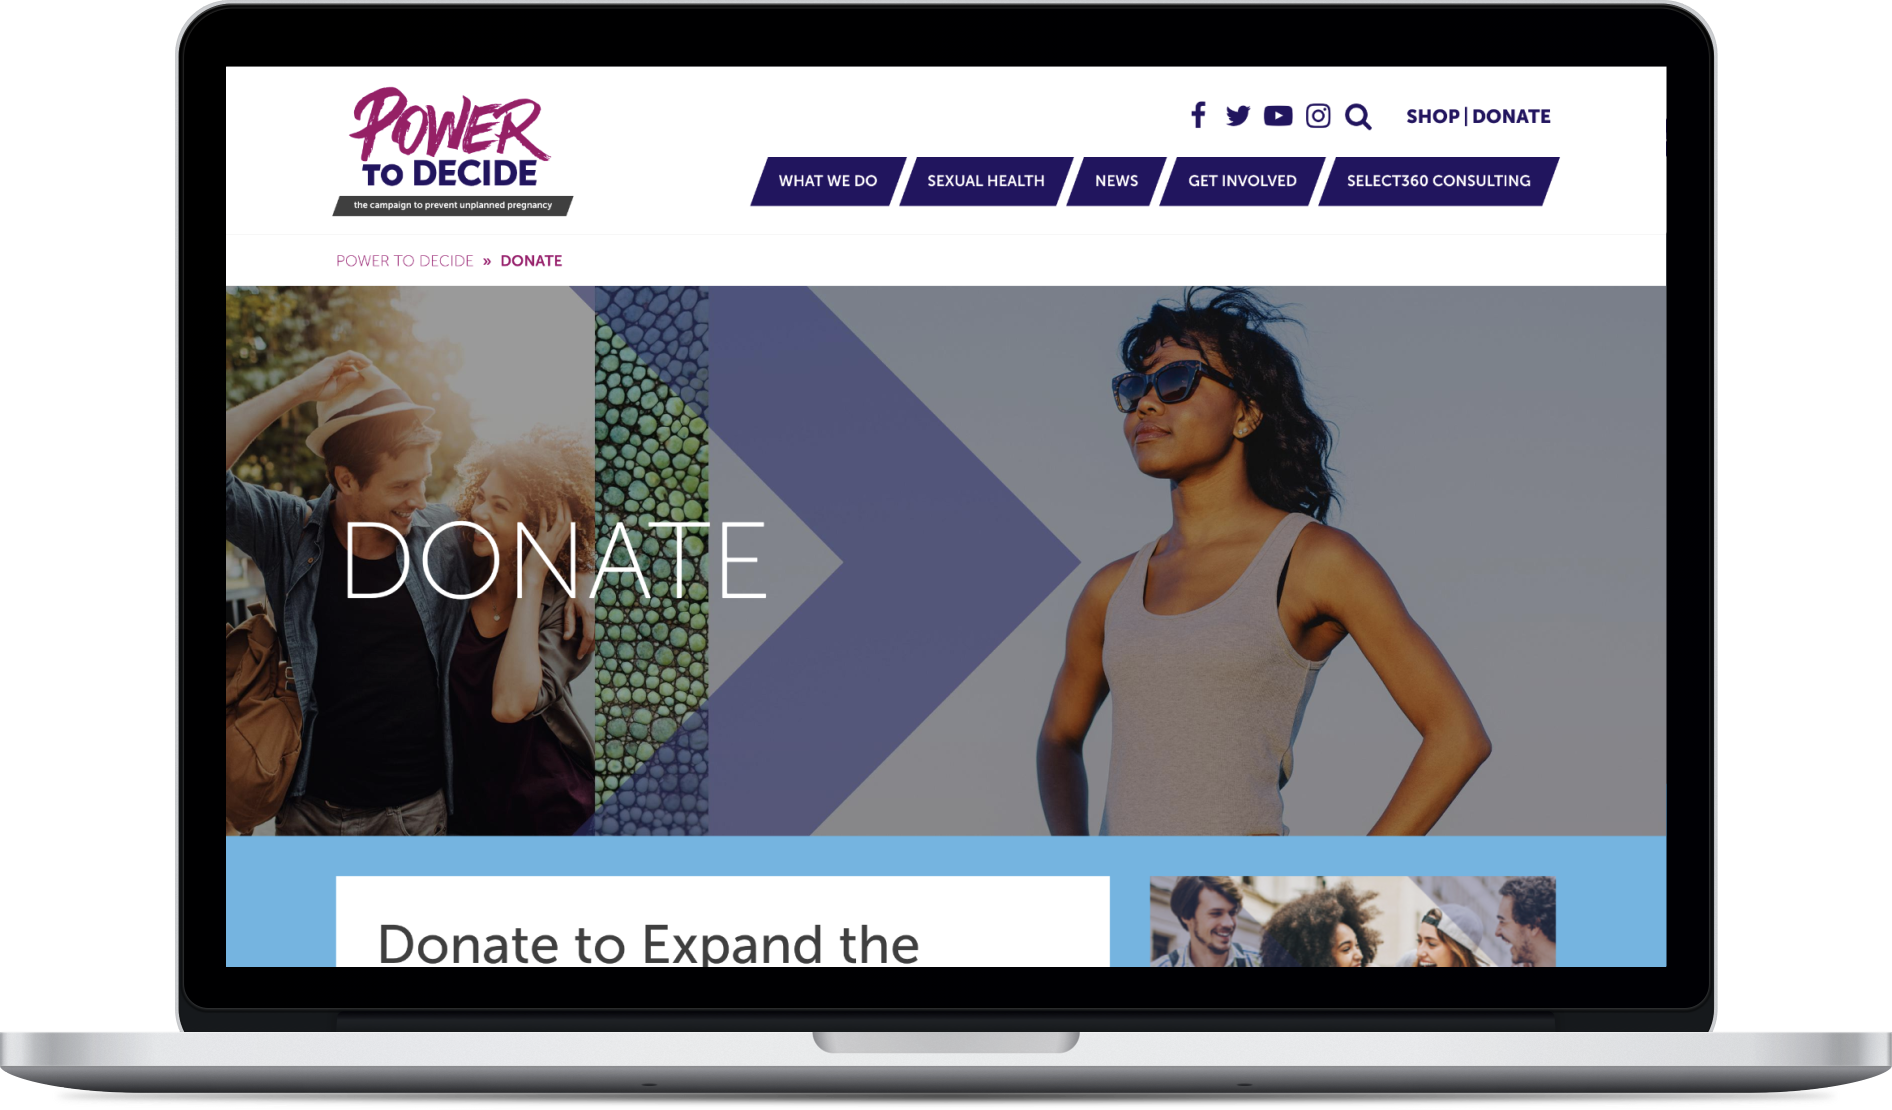 POWER
TO DECIDE
the campaign to prevent unplanned pregnancy
SHOP | DONATE
WHAT WE DO
SEXUAL HEALTH
NEWS
GET INVOLVED
SELECT360 CONSULTING
POWER TO DECIDE » DONATE
DONATE
Donate to Expand the